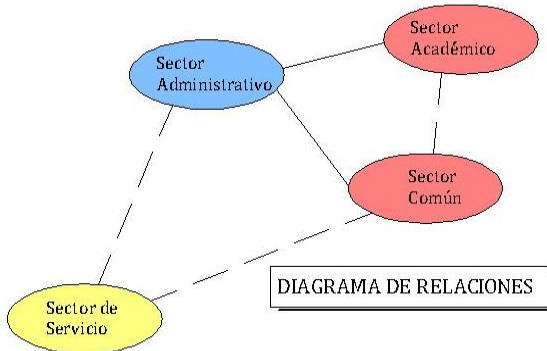 Sector
Académico
Sector
Administrativo
Sector
Común
DIAGRAMA DE RELACIONES
Sector de
Servicio